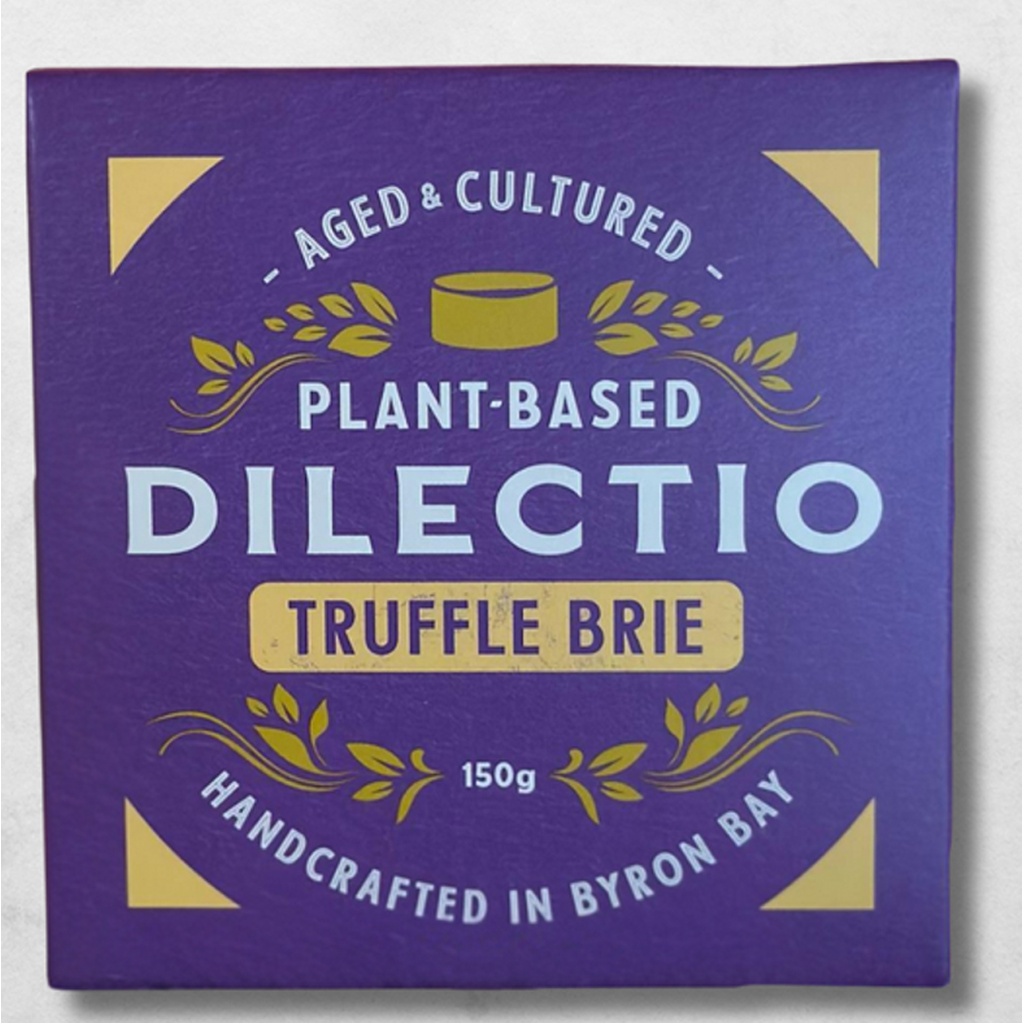 - AGED & CULTURED -
PLANT-BASED
DILECTIO
TRUFFLE BRIE
150g
HANDCRAFTED IN BYRON BAY